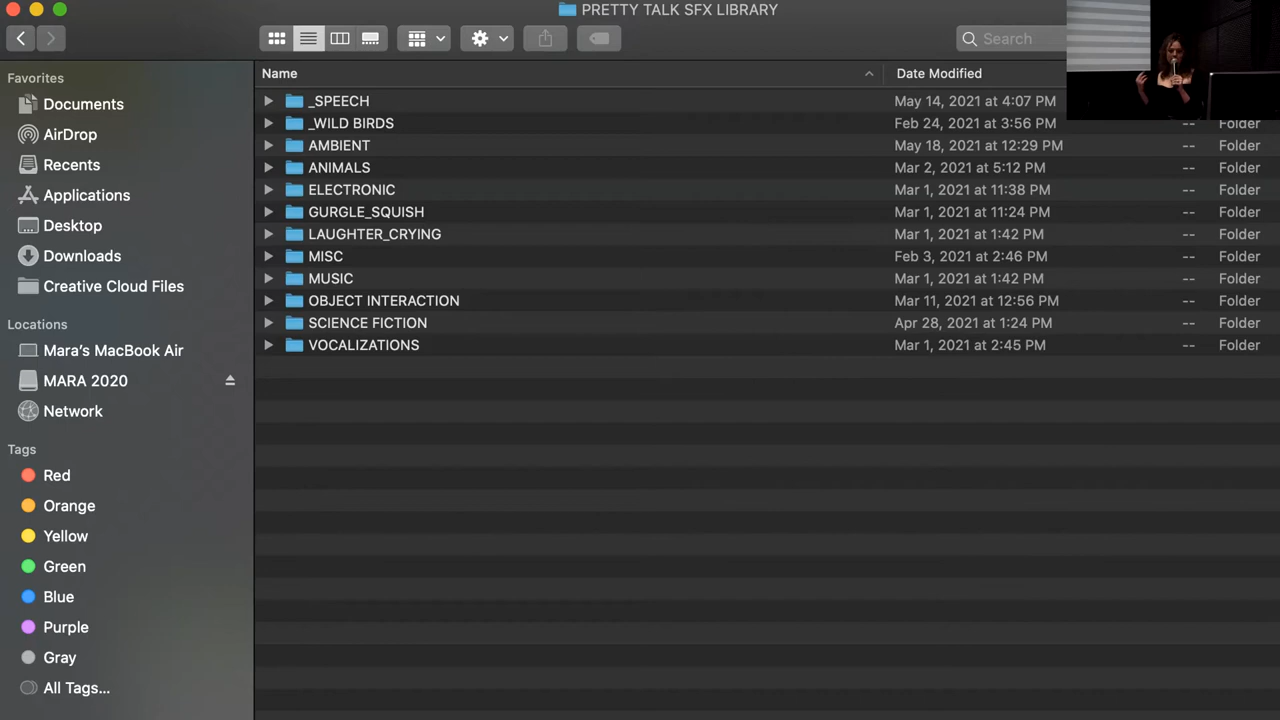 PRETTY TALK SFX LIBRARY
Search
Favorites
Documents
AirDrop
Recents
Applications
Desktop
Downloads
Creative Cloud Files
Locations
Mara's MacBook Air
MARA 2020
Network
Tags
Red
Orange
Yellow
Green
Blue
Purple
Gray
All Tags...
Name Date Modified
_SPEECH May 14, 2021 at 4:07 PM
_WILD BIRDS Feb 24, 2021 at 3:56 PM -- Folder
AMBIENT May 18, 2021 at 12:29 PM -- Folder
ANIMALS Mar 2, 2021 at 5:12 PM -- Folder
ELECTRONIC Mar 1, 2021 at 11:38 PM -- Folder
GURGLE_SQUISH Mar 1, 2021 at 11:24 PM -- Folder
LAUGHTER_CRYING Mar 1, 2021 at 1:42 PM -- Folder
MISC Feb 3, 2021 at 2:46 PM -- Folder
MUSIC Mar 1, 2021 at 1:42 PM -- Folder
OBJECT INTERACTION Mar 11, 2021 at 12:56 PM -- Folder
SCIENCE FICTION Apr 28, 2021 at 1:24 PM -- Folder
VOCALIZATIONS Mar 1, 2021 at 2:45 PM -- Folder